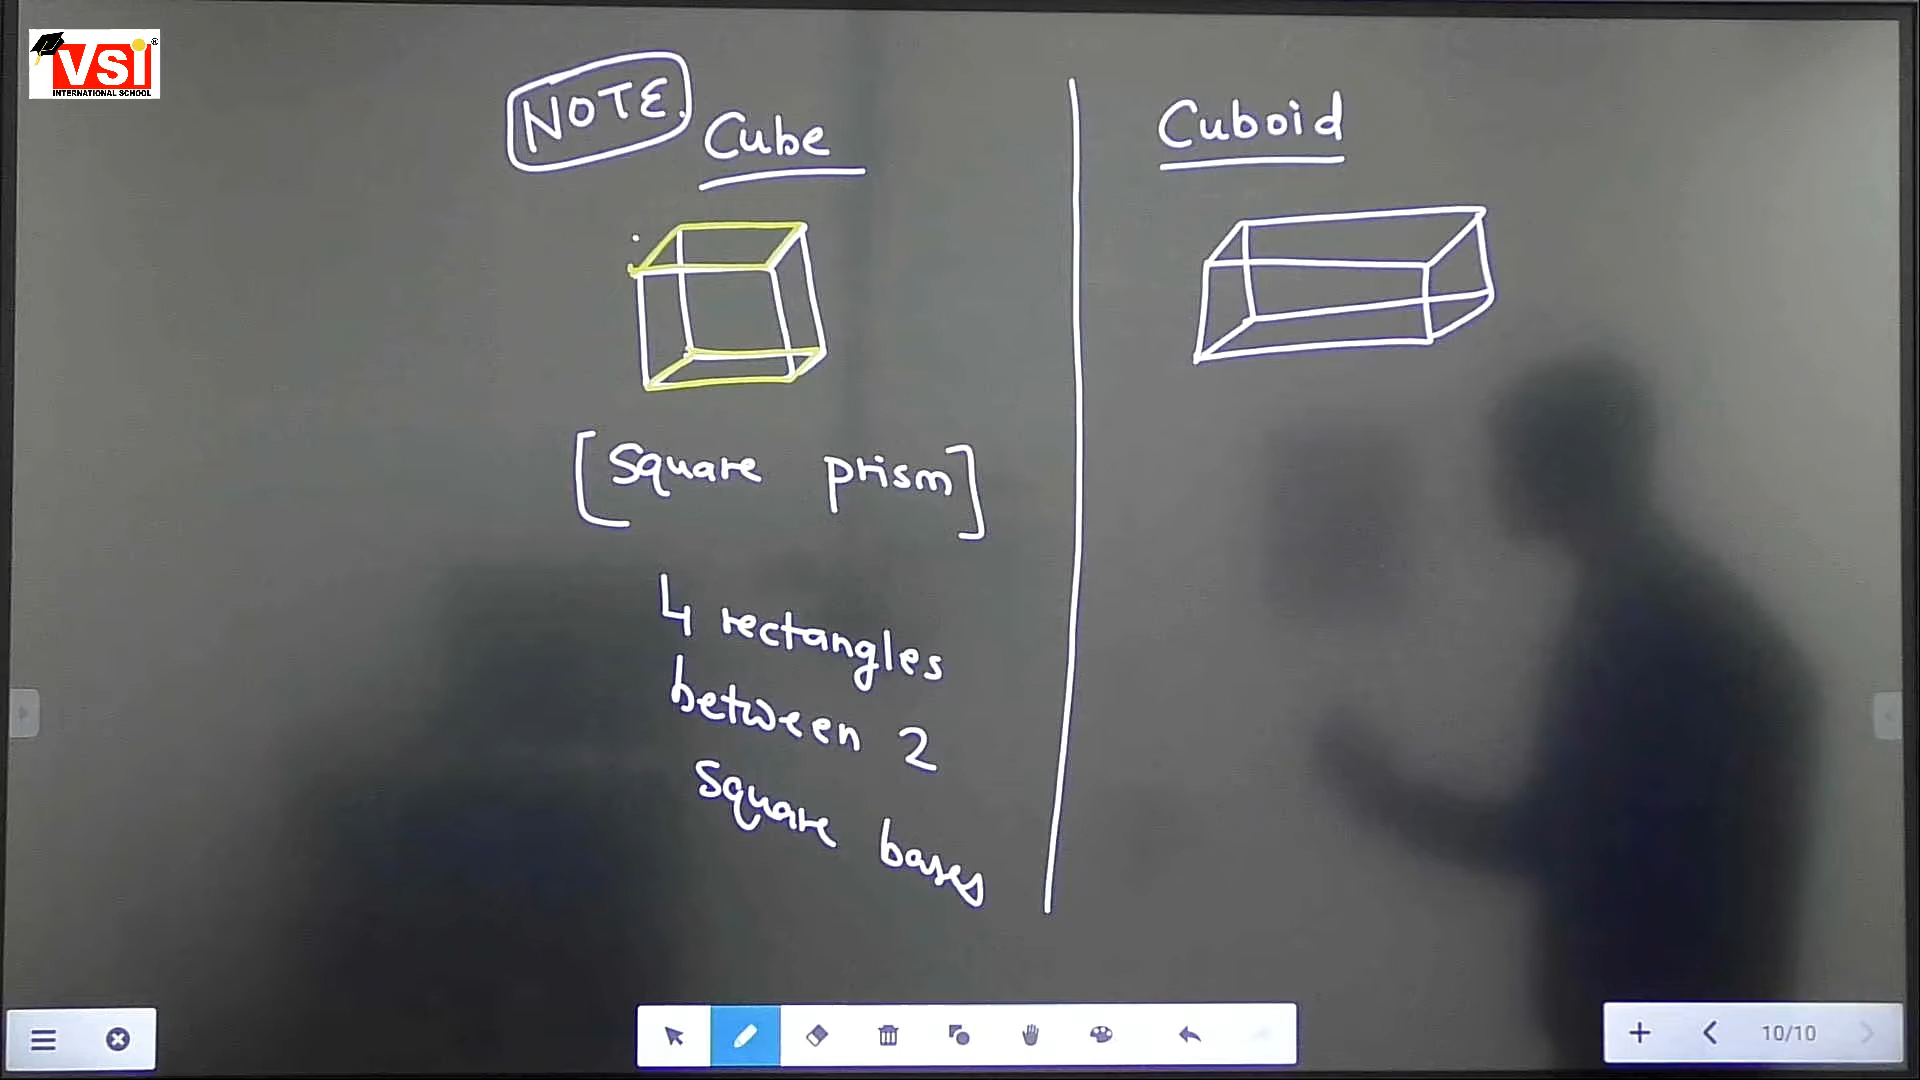 VSI
INTERNATIONAL SCHOOL
NOTE.
Cube
[Square prism]
4 rectangles
between 2
square bases
Cuboid
10/10